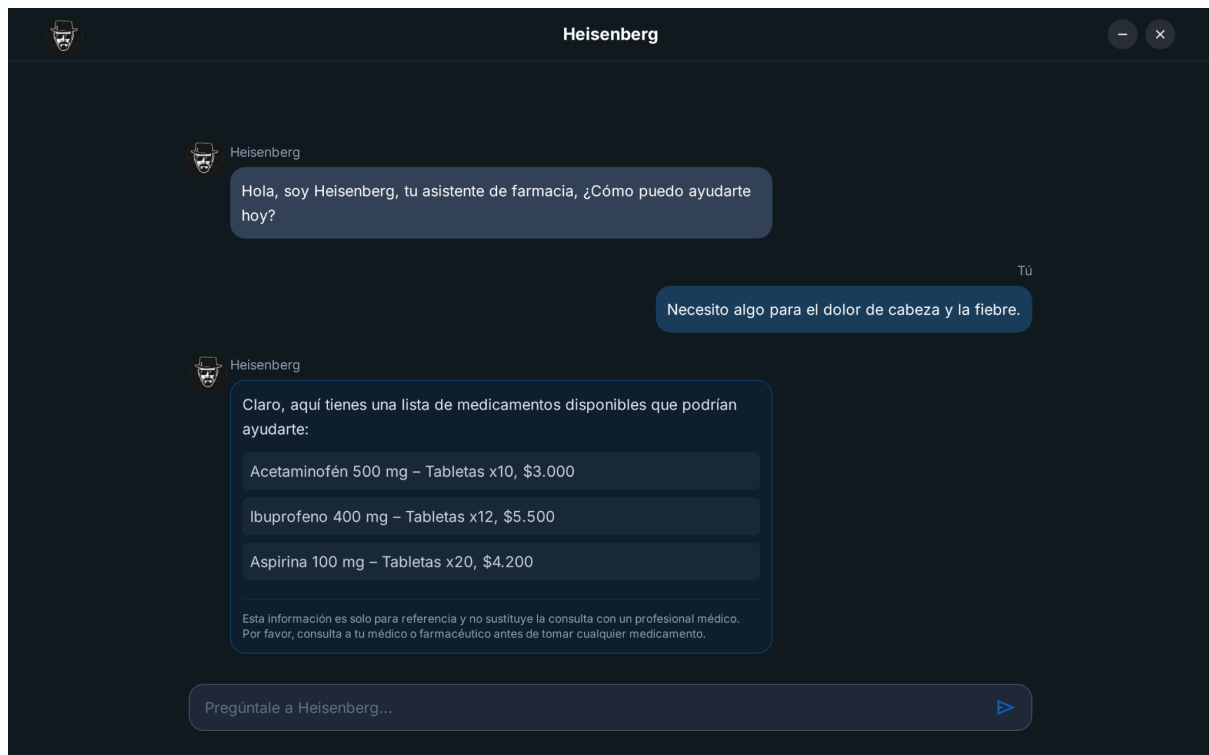 Heisenberg
Heisenberg
Hola, soy Heisenberg, tu asistente de farmacia, ¿Cómo puedo ayudarte
hoy?
Tú
Necesito algo para el dolor de cabeza y la fiebre.
Heisenberg
Claro, aquí tienes una lista de medicamentos disponibles que podrían
ayudarte:
Acetaminofén 500 mg – Tabletas x10, $3.000
Ibuprofeno 400 mg – Tabletas x12, $5.500
Aspirina 100 mg – Tabletas x20, $4.200
Esta información es solo para referencia y no sustituye la consulta con un profesional médico.
Por favor, consulta a tu médico o farmacéutico antes de tomar cualquier medicamento.
Pregúntale a Heisenberg...